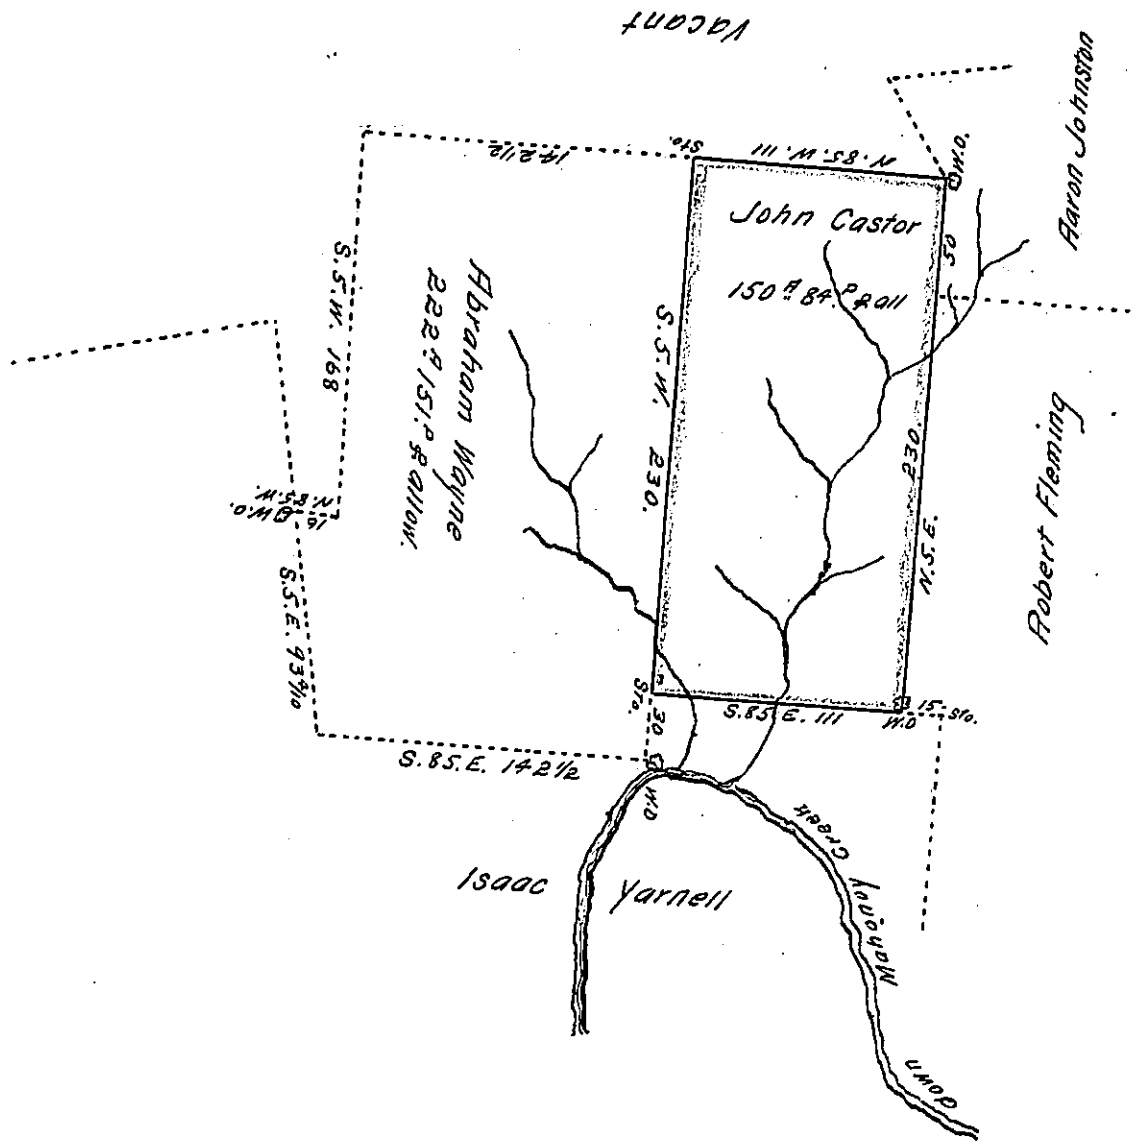 Vacant
Aaron Johnston
Sto.
N. 85. W. 111
W.O.
142 1/2
John Castor
50
150 A. 84. P & all
S. 5. W. 168
Abraham Wayne
222. A 151. P & allow.
S. 5. W. 230.
230.
N. 5. E.
Robert Fleming
N. 85. W.
16
W.O.
S. 5. E. 93 4/10
Sto.
30
S. 85. E. 111
W.O
15
Sto.
S. 85. E. 142 1/2
W.O
Isaac Yarnell
Mahoning Creek
down